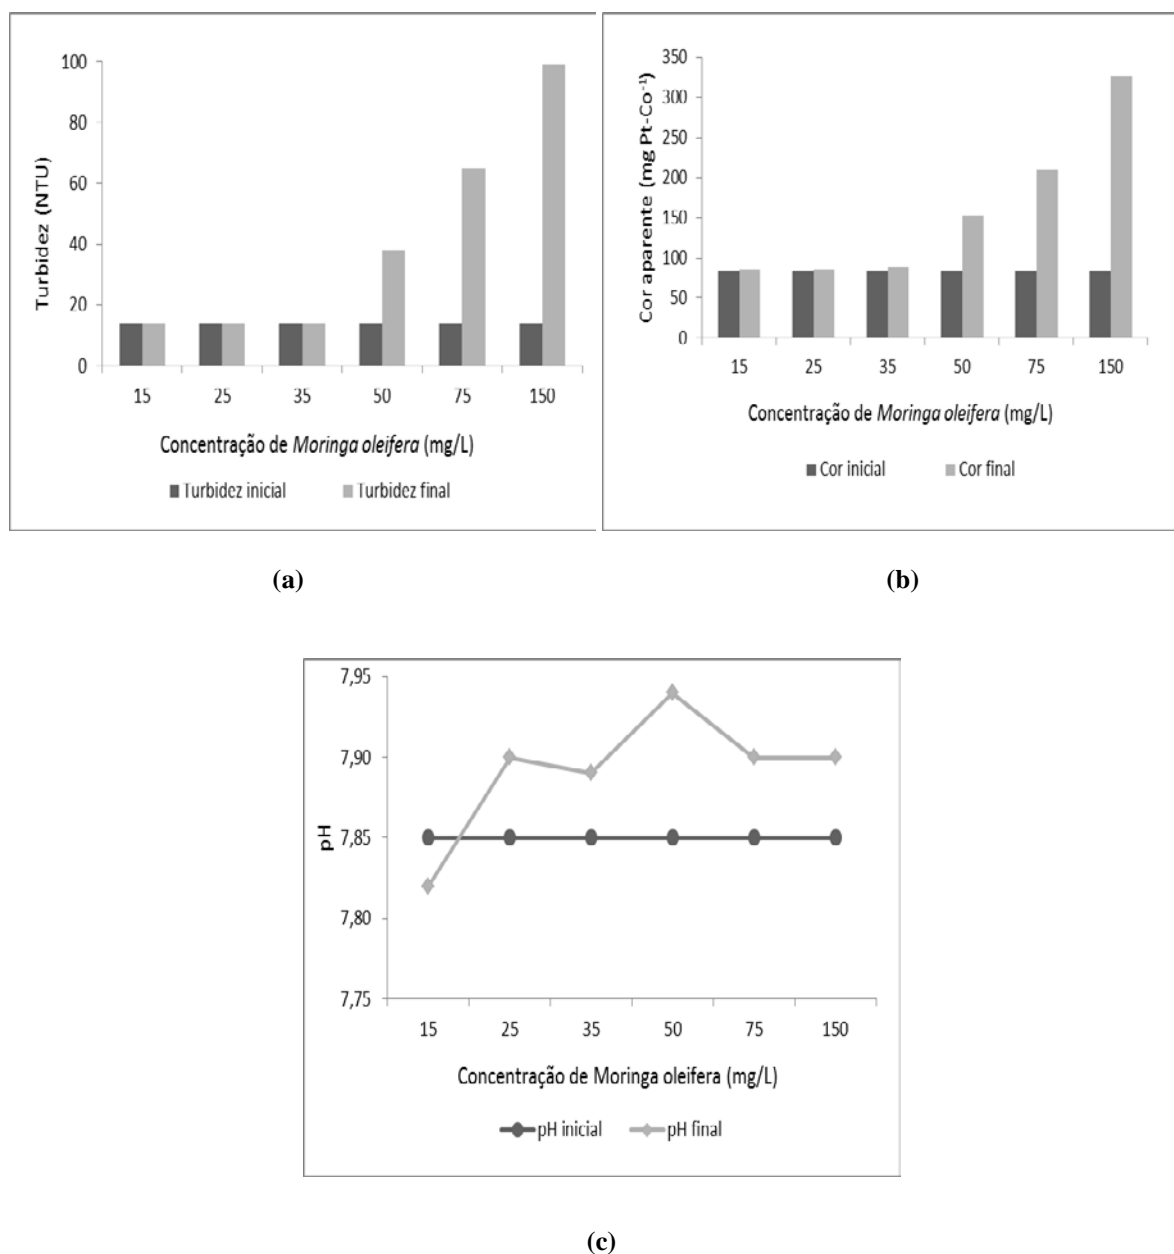 Turbidez (NTU)
100
80
60
40
20
0
15 25 35 50 75 150
Concentração de Moringa oleifera (mg/L)
Turbidez inicial Turbidez final
(a)
Cor aparente (mg Pt-Co⁻¹)
350
300
250
200
150
100
50
0
15 25 35 50 75 150
Concentração de Moringa oleifera (mg/L)
Cor inicial Cor final
(b)
pH
7,95
7,90
7,85
7,80
7,75
15 25 35 50 75 150
Concentração de Moringa oleifera (mg/L)
pH inicial pH final
(c)